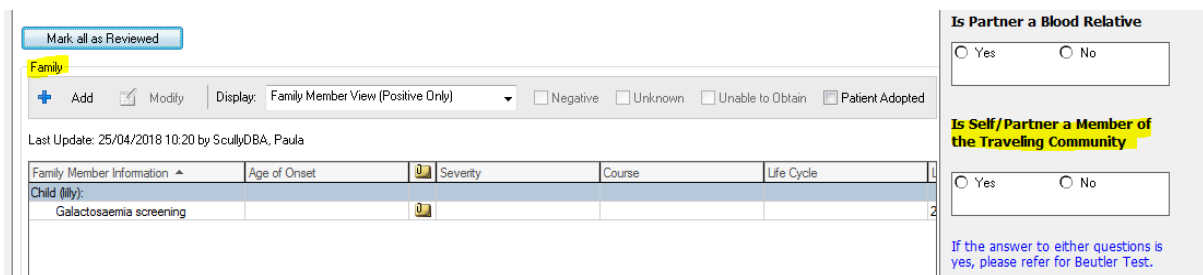 Mark all as Reviewed
Family
Add Modify Display: Family Member View (Positive Only) Negative Unknown Unable to Obtain Patient Adopted
Last Update: 25/04/2018 10:20 by ScullyDBA, Paula
Family Member Information Age of Onset Severity Course Life Cycle L
Child (lilly):
Galactosaemia screening 2
Is Partner a Blood Relative
Yes No
Is Self/Partner a Member of
the Traveling Community
Yes No
If the answer to either questions is
yes, please refer for Beutler Test.